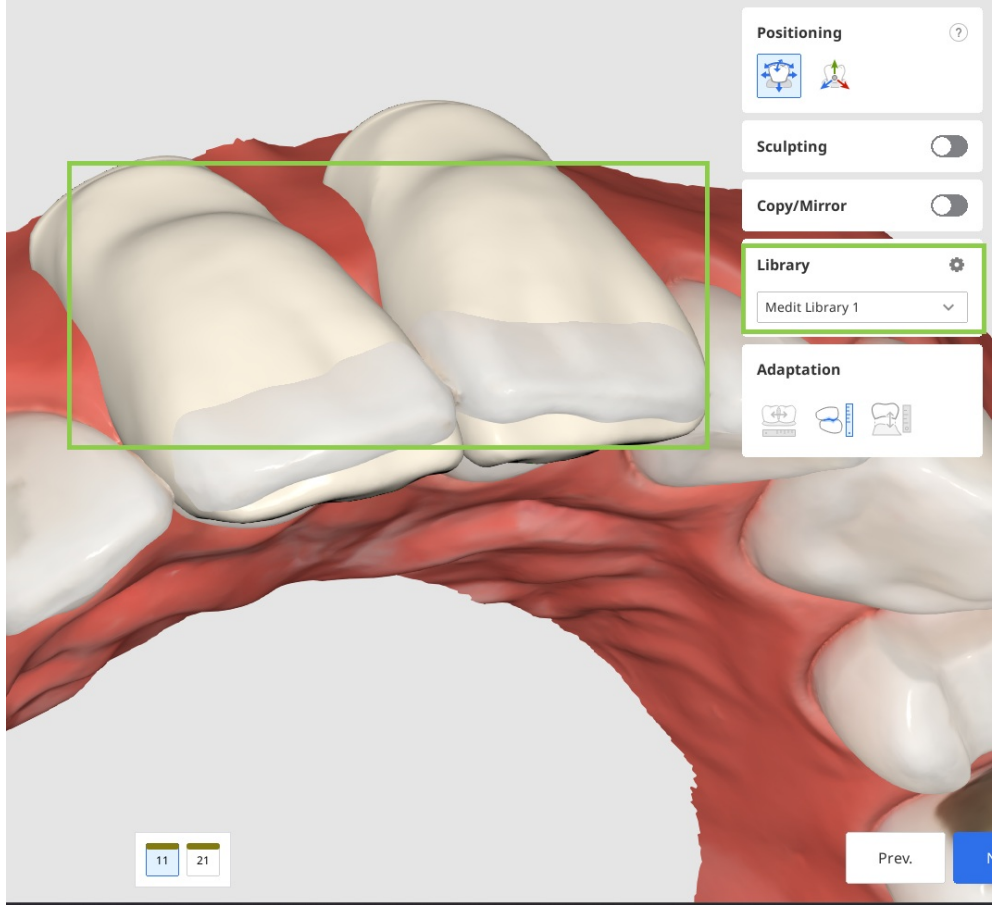 Positioning
?
Sculpting
Copy/Mirror
Library
Medit Library 1
Adaptation
11
21
Prev.
N